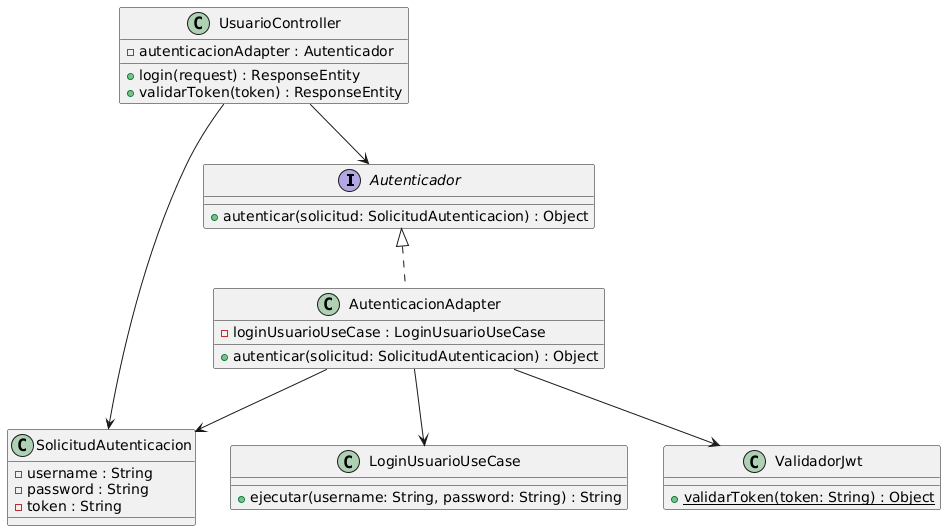 C UsuarioController
autenticacionAdapter : Autenticador
login(request) : ResponseEntity
validarToken(token) : ResponseEntity
I Autenticador
autenticar(solicitud: SolicitudAutenticacion) : Object
C AutenticacionAdapter
loginUsuarioUseCase : LoginUsuarioUseCase
autenticar(solicitud: SolicitudAutenticacion) : Object
C SolicitudAutenticacion
username : String
password : String
token : String
C LoginUsuarioUseCase
ejecutar(username: String, password: String) : String
C ValidadorJwt
validarToken(token: String) : Object